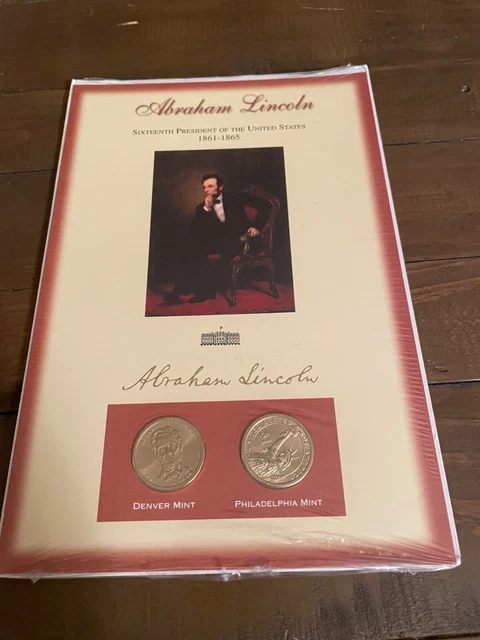 Abraham Lincoln
Sixteenth President of the United States
1861-1865
Abraham Lincoln
Denver Mint
Philadelphia Mint